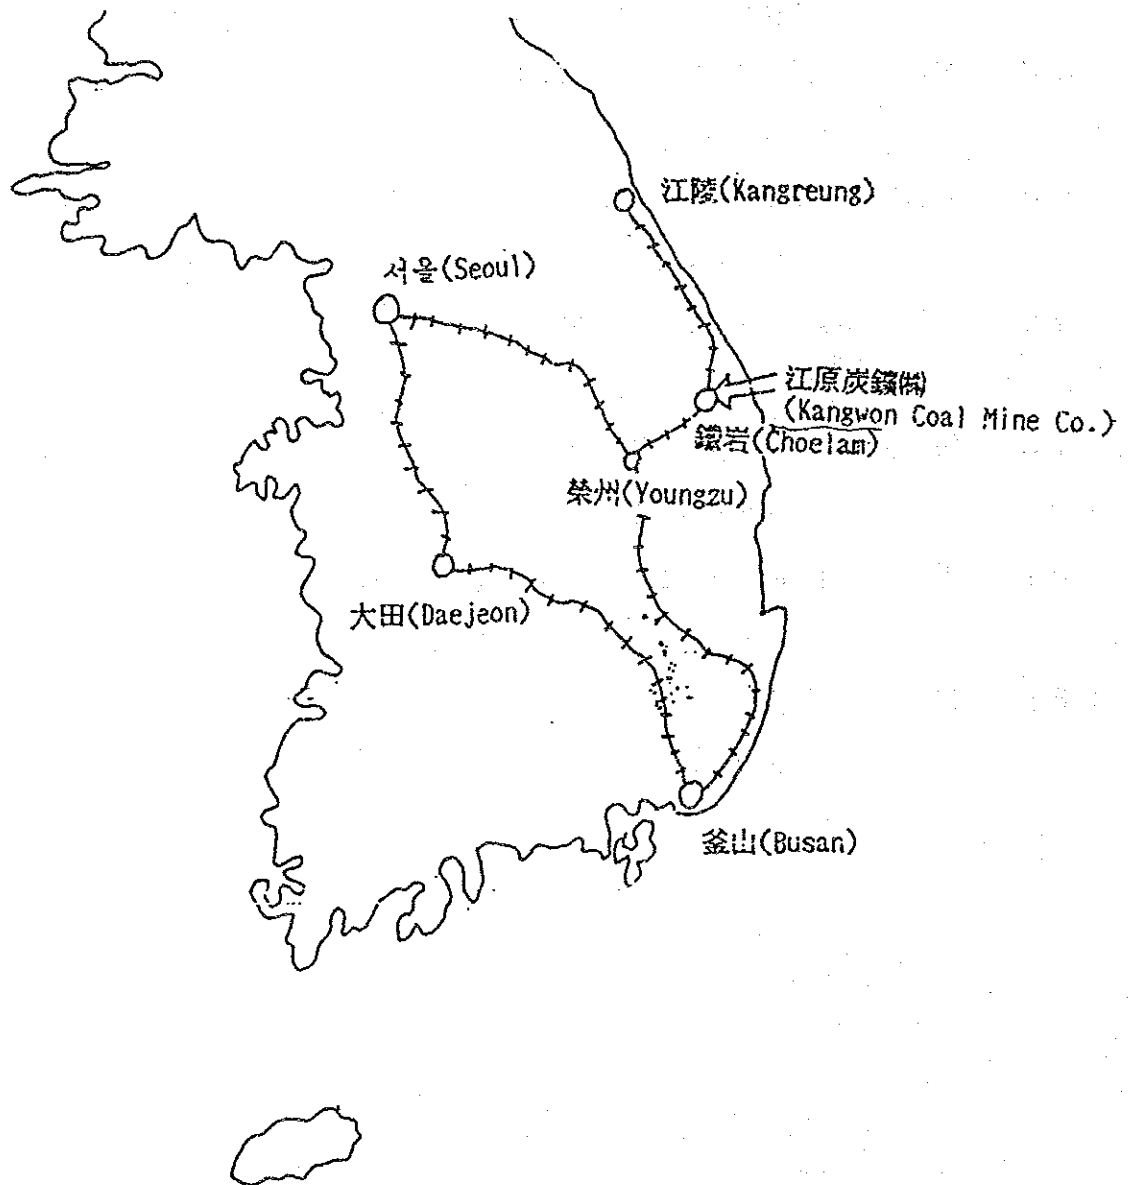 江陵(Kangreung)
서울(Seoul)
江原炭鑛㈱
(Kangwon Coal Mine Co.)
鐵岩(Choelam)
榮州(Youngzu)
大田(Daejeon)
釜山(Busan)